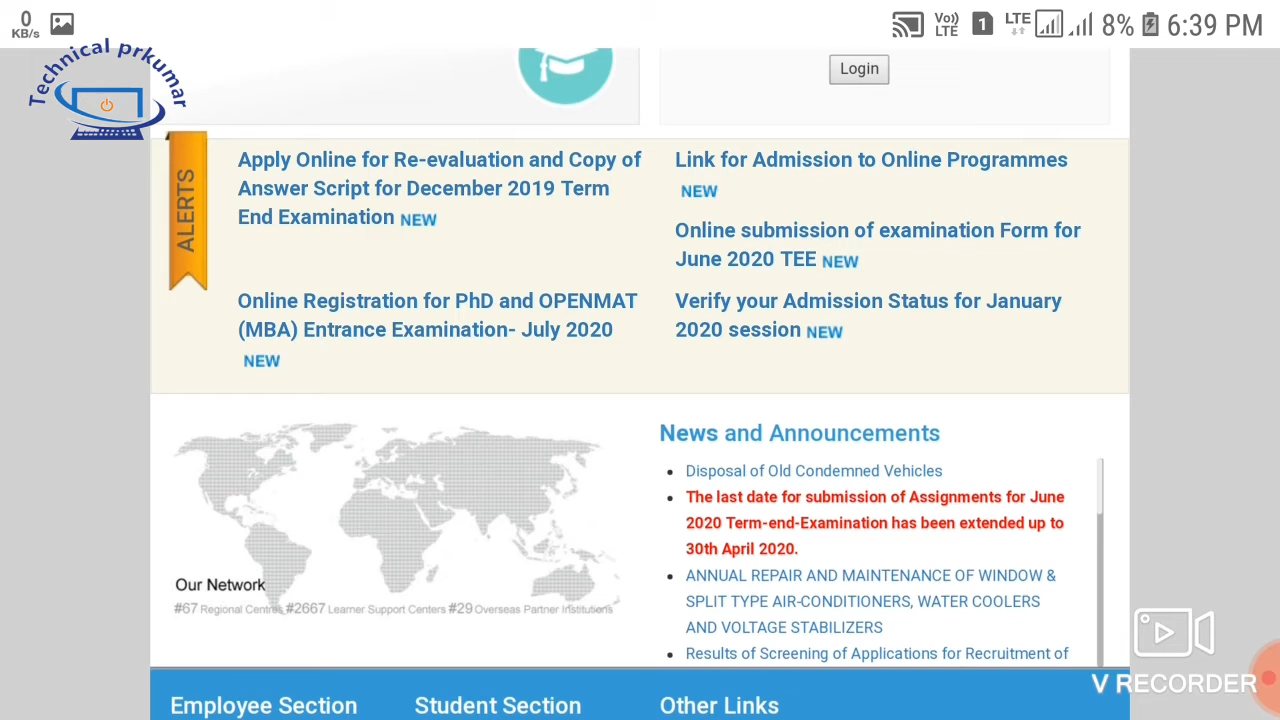 0
KB/s
Vo))
LTE
1
LTE
8%
6:39 PM
Technical prkumar
Login
ALERTS
Apply Online for Re-evaluation and Copy of
Answer Script for December 2019 Term
End Examination NEW
Link for Admission to Online Programmes
NEW
Online submission of examination Form for
June 2020 TEE NEW
Online Registration for PhD and OPENMAT
(MBA) Entrance Examination- July 2020
NEW
Verify your Admission Status for January
2020 session NEW
Our Network
#67 Regional Centres #2667 Learner Support Centers #29 Overseas Partner Institutions
News and Announcements
Disposal of Old Condemned Vehicles
The last date for submission of Assignments for June
2020 Term-end-Examination has been extended up to
30th April 2020.
ANNUAL REPAIR AND MAINTENANCE OF WINDOW &
SPLIT TYPE AIR-CONDITIONERS, WATER COOLERS
AND VOLTAGE STABILIZERS
Results of Screening of Applications for Recruitment of
V RECORDER
Employee Section
Student Section
Other Links